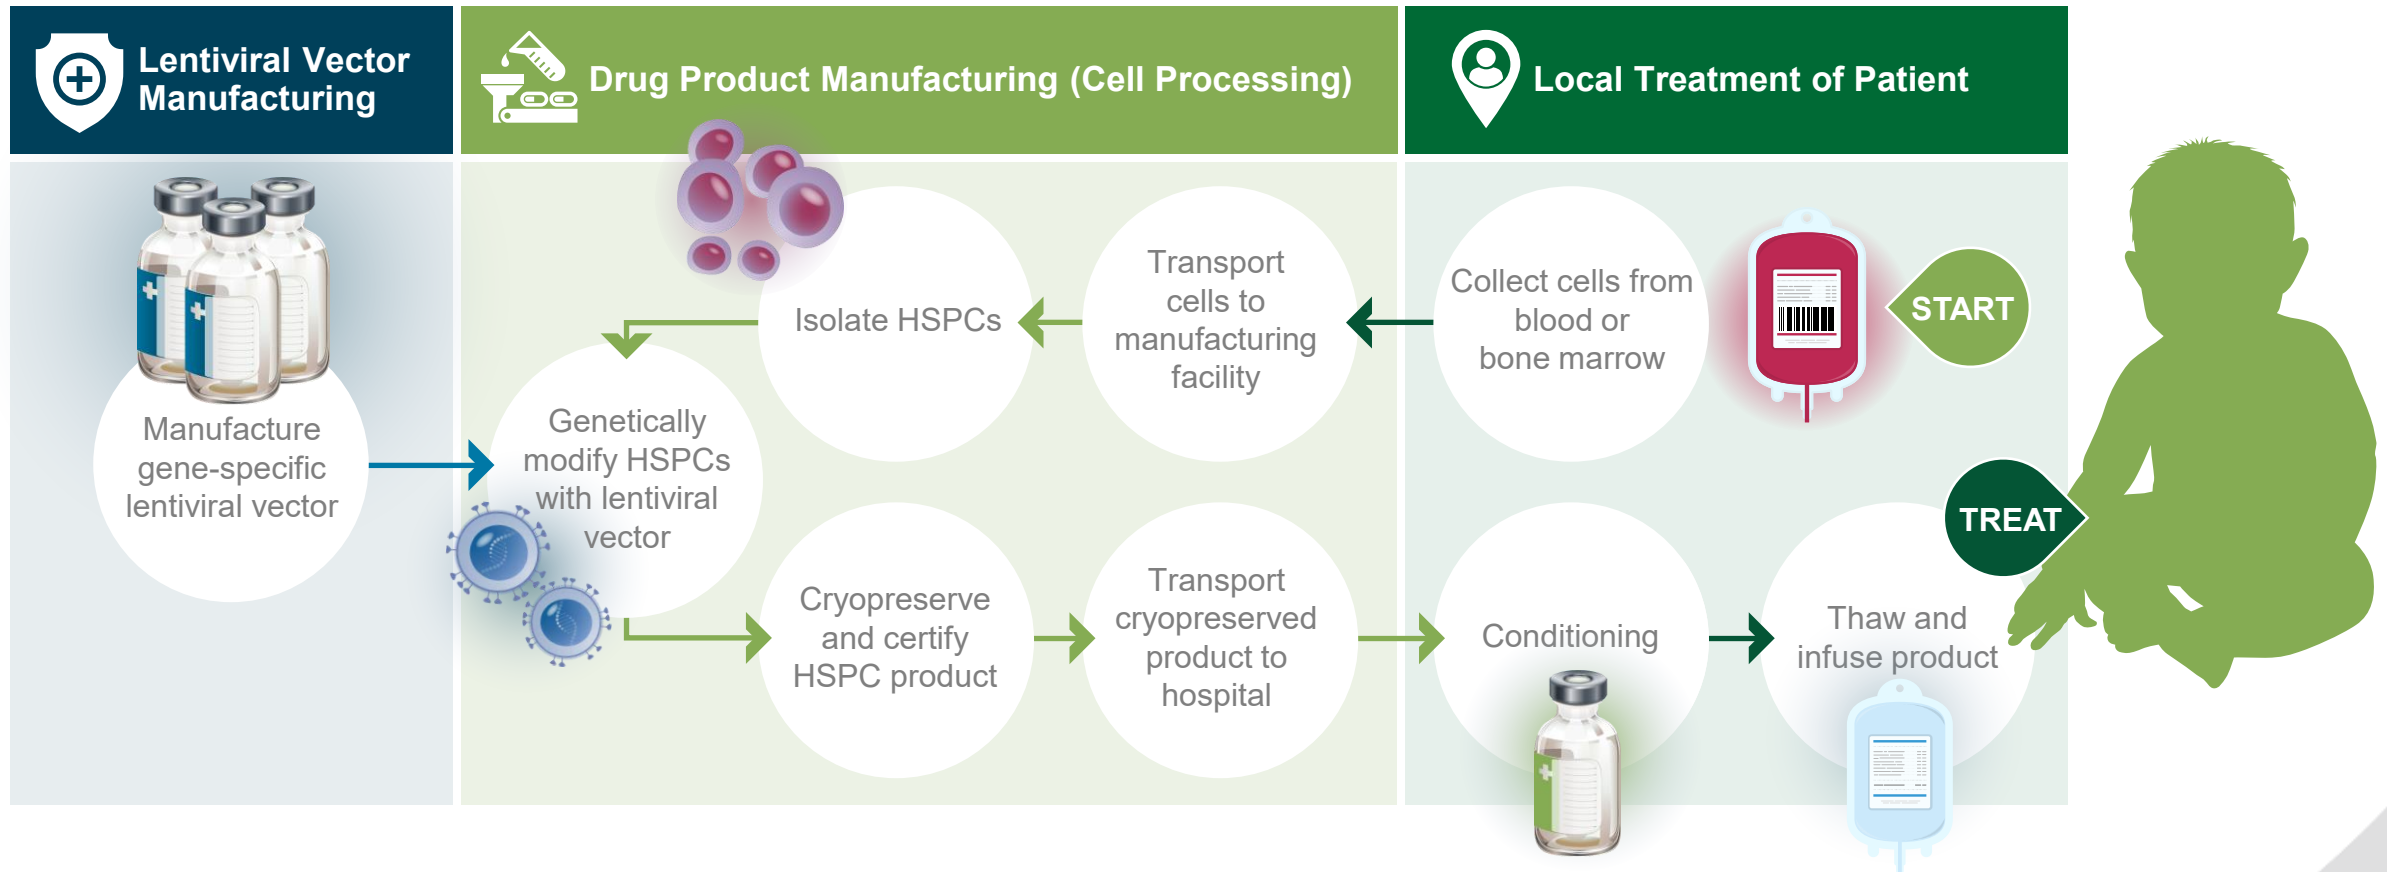 Lentiviral Vector
Manufacturing
Drug Product Manufacturing (Cell Processing)
Local Treatment of Patient
Manufacture
gene-specific
lentiviral vector
Isolate HSPCs
Transport
cells to
manufacturing
facility
Collect cells from
blood or
bone marrow
START
Genetically
modify HSPCs
with lentiviral
vector
Cryopreserve
and certify
HSPC product
Transport
cryopreserved
product to
hospital
Conditioning
Thaw and
infuse product
TREAT